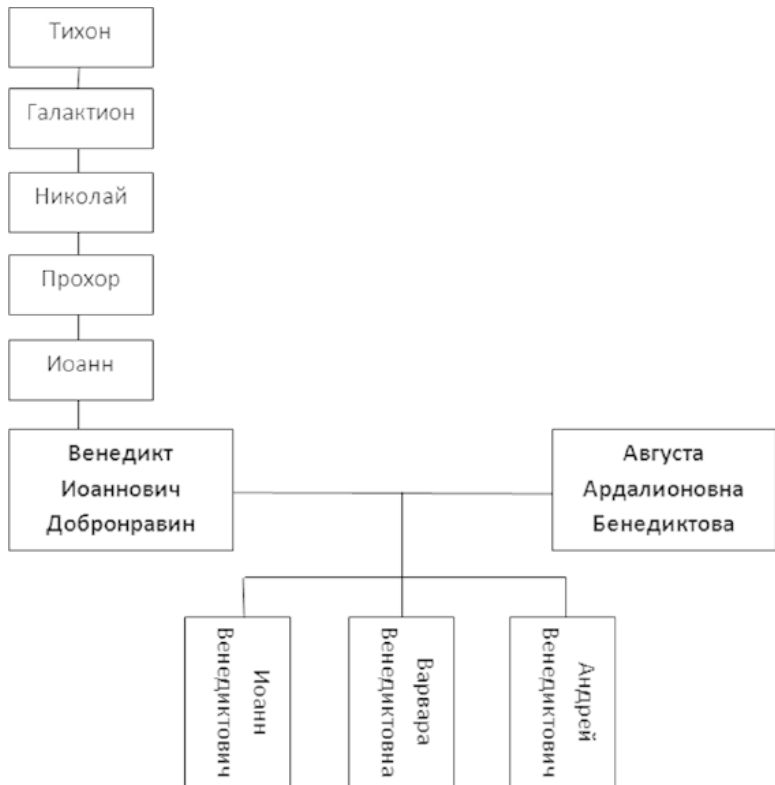 Тихон
Галактион
Николай
Прохор
Иоанн
Венедикт
Иоаннович
Добронравин
Августа
Ардалионовна
Бенедиктова
Иоанн
Венедиктович
Варвара
Венедиктовна
Андрей
Венедиктович